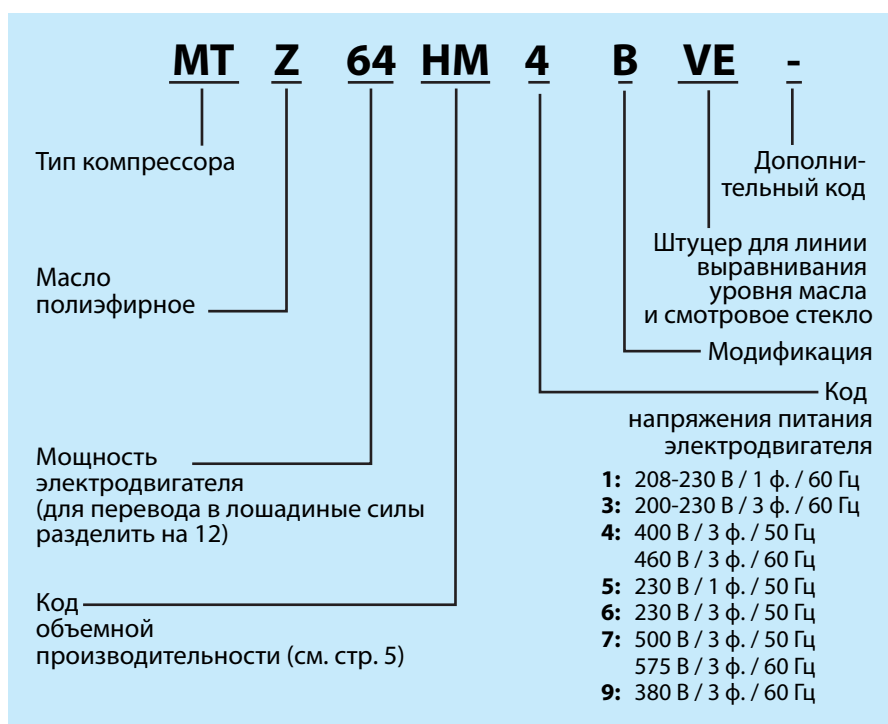 MT Z 64 HM 4 B VE -
Тип компрессора
Дополни-
тельный код
Штуцер для линии
выравнивания
уровня масла
и смотровое стекло
Масло
полиэфирное
Модификация
Код
напряжения питания
электродвигателя
1: 208-230 В / 1 ф. / 60 Гц
3: 200-230 В / 3 ф. / 60 Гц
4: 400 В / 3 ф. / 50 Гц
460 В / 3 ф. / 60 Гц
5: 230 В / 1 ф. / 50 Гц
6: 230 В / 3 ф. / 50 Гц
7: 500 В / 3 ф. / 50 Гц
575 В / 3 ф. / 60 Гц
9: 380 В / 3 ф. / 60 Гц
Мощность
электродвигателя
(для перевода в лошадиные силы
разделить на 12)
Код
объемной
производительности (см. стр. 5)